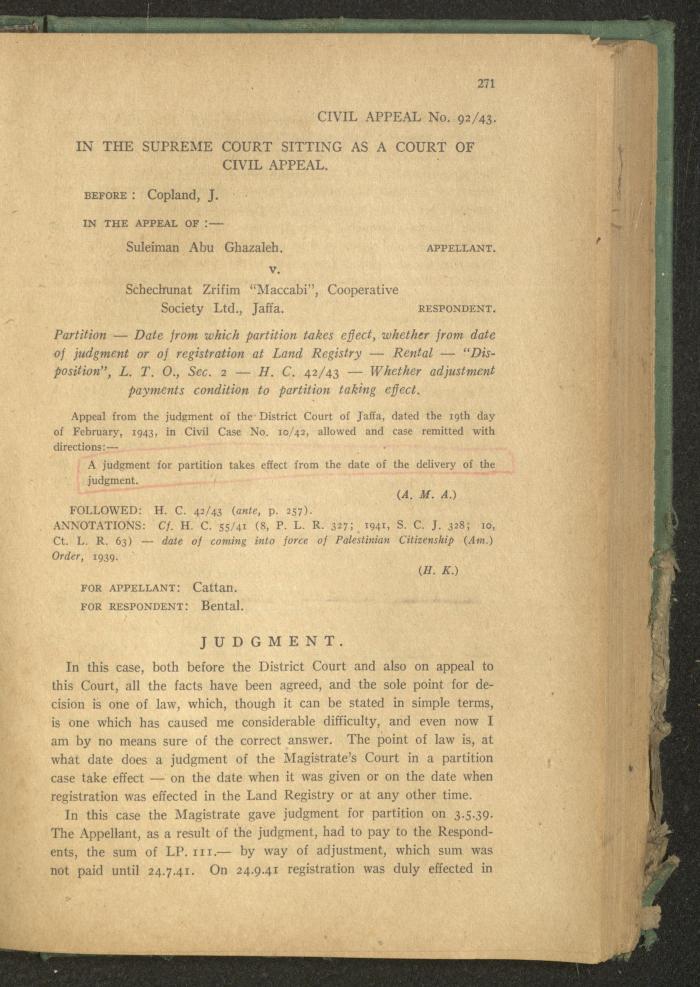 271
CIVIL APPEAL No. 92/43.
IN THE SUPREME COURT SITTING AS A COURT OF
CIVIL APPEAL.
BEFORE : Copland, J.
IN THE APPEAL OF :—
Suleiman Abu Ghazaleh. APPELLANT.
v.
Schechunat Zrifim "Maccabi", Cooperative
Society Ltd., Jaffa. RESPONDENT.
Partition — Date from which partition takes effect, whether from date
of judgment or of registration at Land Registry — Rental — "Dis-
position", L. T. O., Sec. 2 — H. C. 42/43 — Whether adjustment
payments condition to partition taking effect.
Appeal from the judgment of the District Court of Jaffa, dated the 19th day
of February, 1943, in Civil Case No. 10/42, allowed and case remitted with
directions:—
A judgment for partition takes effect from the date of the delivery of the
judgment.
(A. M. A.)
FOLLOWED: H. C. 42/43 (ante, p. 257).
ANNOTATIONS: Cf. H. C. 55/41 (8, P. L. R. 327; 1941, S. C. J. 328; 10,
Ct. L. R. 63) — date of coming into force of Palestinian Citizenship (Am.)
Order, 1939.
(H. K.)
FOR APPELLANT: Cattan.
FOR RESPONDENT: Bental.
JUDGMENT.
In this case, both before the District Court and also on appeal to
this Court, all the facts have been agreed, and the sole point for de-
cision is one of law, which, though it can be stated in simple terms,
is one which has caused me considerable difficulty, and even now I
am by no means sure of the correct answer. The point of law is, at
what date does a judgment of the Magistrate's Court in a partition
case take effect — on the date when it was given or on the date when
registration was effected in the Land Registry or at any other time.
In this case the Magistrate gave judgment for partition on 3.5.39.
The Appellant, as a result of the judgment, had to pay to the Respond-
ents, the sum of LP. 111.— by way of adjustment, which sum was
not paid until 24.7.41. On 24.9.41 registration was duly effected in